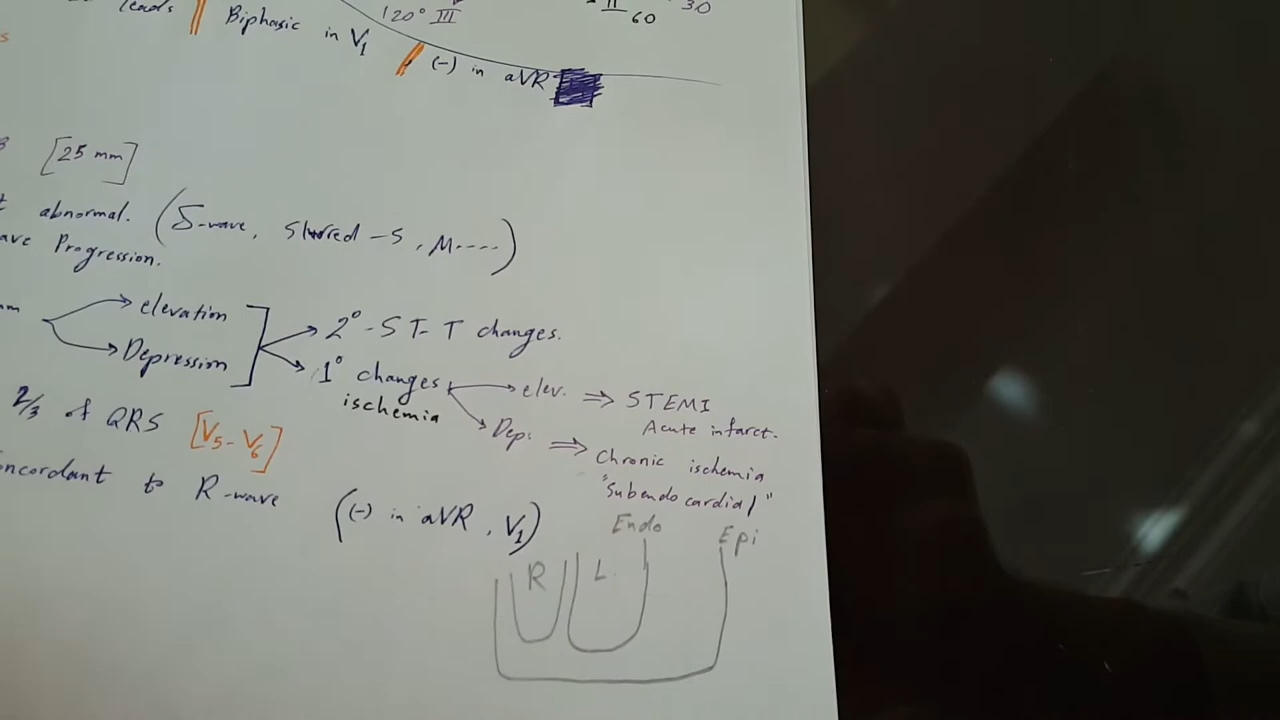 leads Biphasic in V₁ (-) in aVR
120° III
II 60
30
[25 mm]
abnormal. (δ-wave, Slurred -S, M....)
Progression.
elevation
Depression
2° - ST- T changes.
1° changes
ischemia
elev. ⇒ STEMI
Acute infarct.
Dep. ⇒ Chronic ischemia
"Subendocardial"
2/3 of QRS [V₅-V₆]
to R-wave ((-) in aVR, V₁)
Endo
Epi
R L